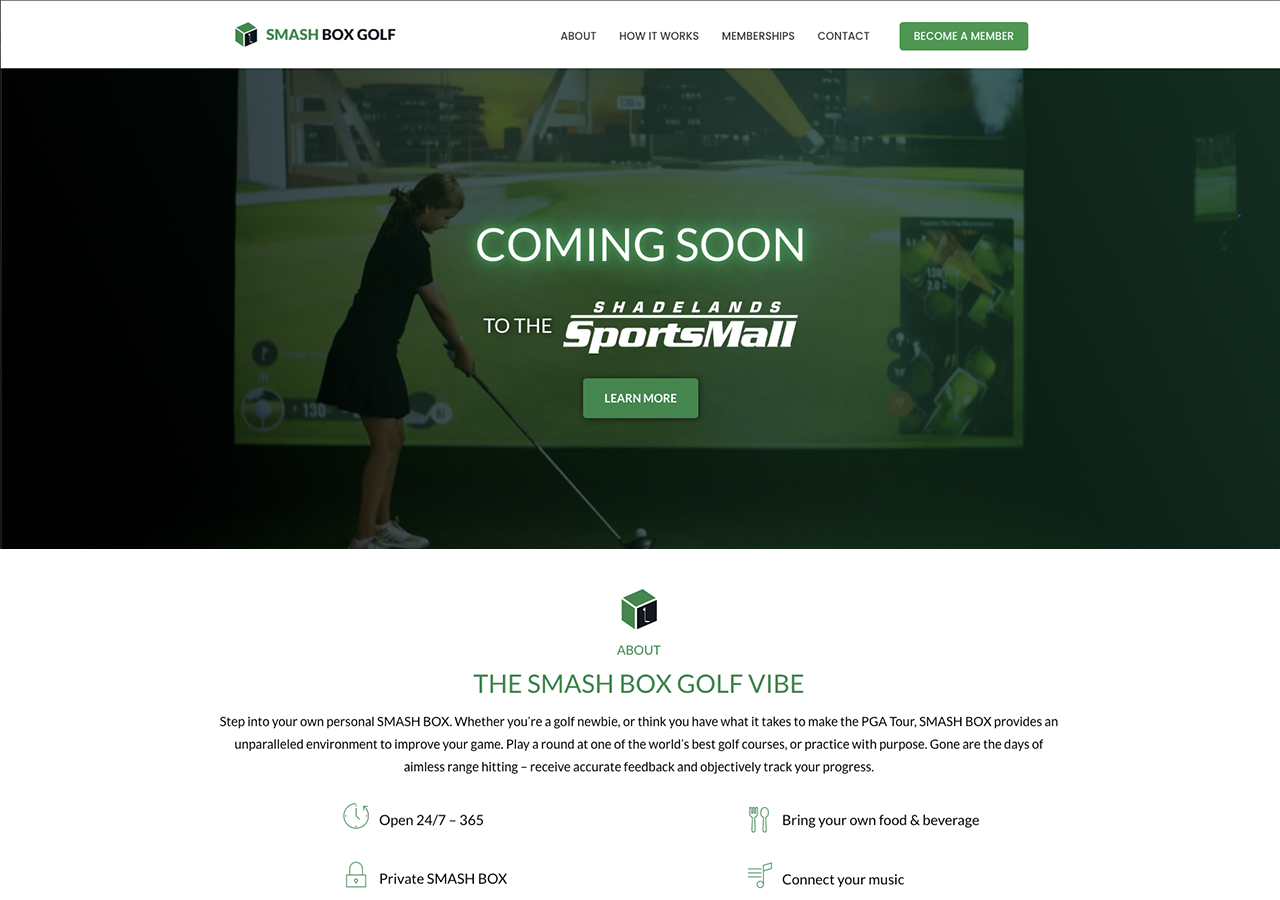 SMASH BOX GOLF
ABOUT
HOW IT WORKS
MEMBERSHIPS
CONTACT
BECOME A MEMBER
130
COMING SOON
TO THE
SHADELANDS
SportsMall
130
LEARN MORE
ABOUT
THE SMASH BOX GOLF VIBE
Step into your own personal SMASH BOX. Whether you’re a golf newbie, or think you have what it takes to make the PGA Tour, SMASH BOX provides an
unparalleled environment to improve your game. Play a round at one of the world’s best golf courses, or practice with purpose. Gone are the days of
aimless range hitting – receive accurate feedback and objectively track your progress.
Open 24/7 – 365
Bring your own food & beverage
Private SMASH BOX
Connect your music